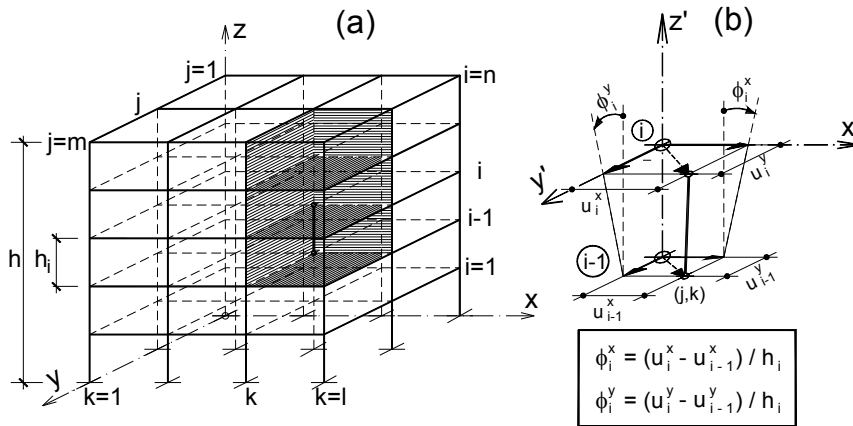 (a)
z
j=1
i=n
j
j=m
i
i-1
h
h_i
i=1
x
y
k=1
k
k=l
(b)
z'
ϕ_i^y
ϕ_i^x
i
x
y'
u_i^x
u_i^y
i-1
(j,k)
u_{i-1}^x
u_{i-1}^y
ϕ_i^x = (u_i^x - u_{i-1}^x) / h_i
ϕ_i^y = (u_i^y - u_{i-1}^y) / h_i